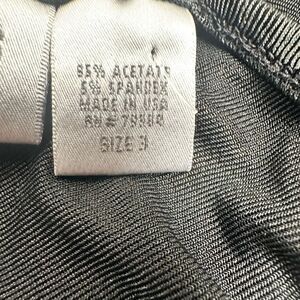 95% ACETATE
5% SPANDEX
MADE IN USA
RN#
SIZE 3